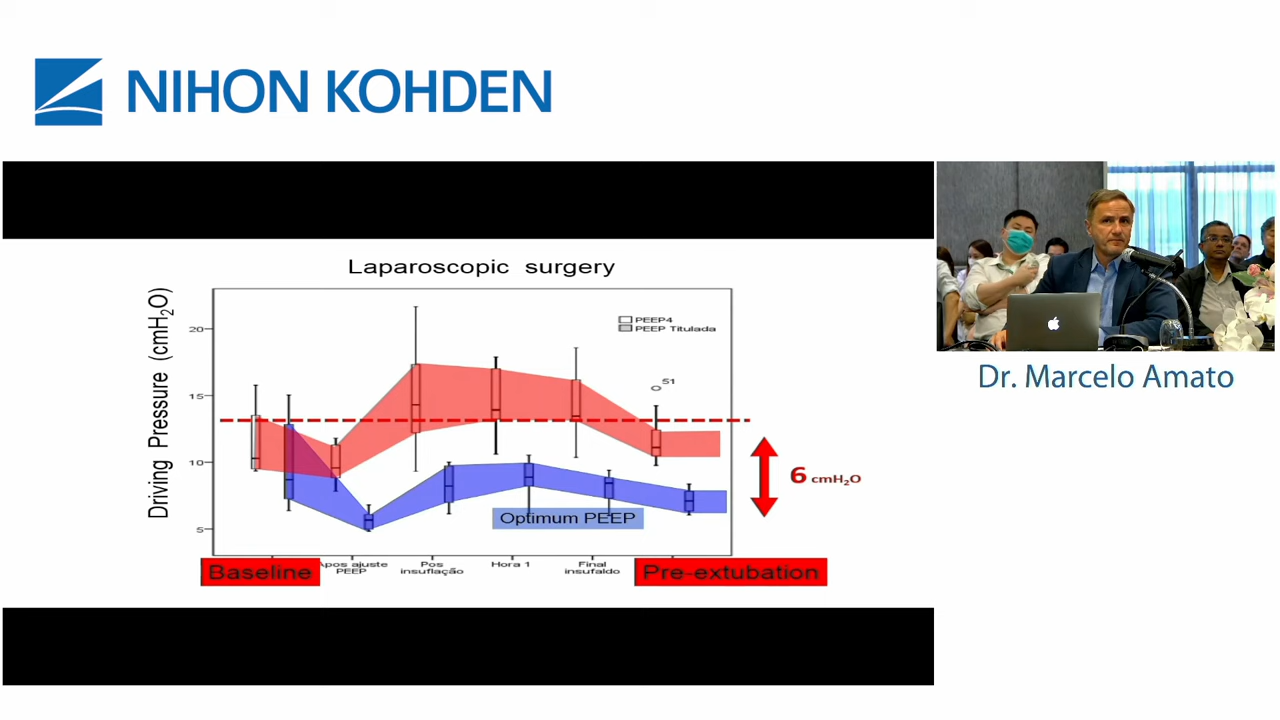 NIHON KOHDEN
Laparoscopic surgery
Driving Pressure (cmH₂O)
20
15
10
5
PEEP4
PEEP Titulada
51
6 cmH₂O
Optimum PEEP
Baseline
Apos ajuste
PEEP
Pos
insuflação
Hora 1
Final
insufaldo
Pre-extubation
Dr. Marcelo Amato